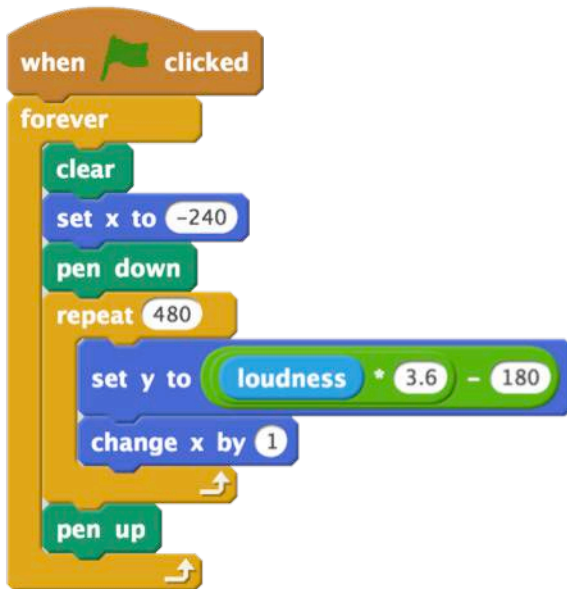 when clicked
forever
clear
set x to -240
pen down
repeat 480
set y to loudness * 3.6 - 180
change x by 1
pen up